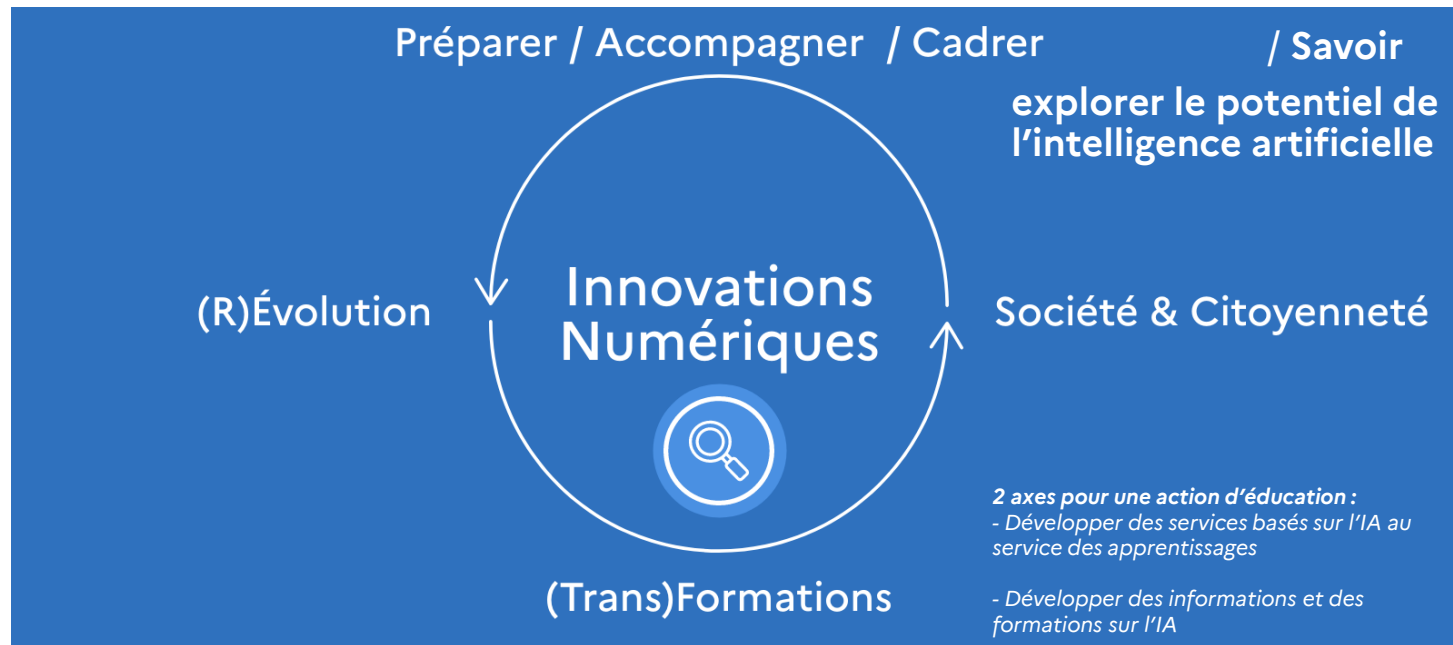 Préparer / Accompagner / Cadrer / Savoir
explorer le potentiel de
l’intelligence artificielle
(R)Évolution
Innovations
Numériques
Société & Citoyenneté
(Trans)Formations
2 axes pour une action d’éducation :
- Développer des services basés sur l’IA au
service des apprentissages
- Développer des informations et des
formations sur l’IA